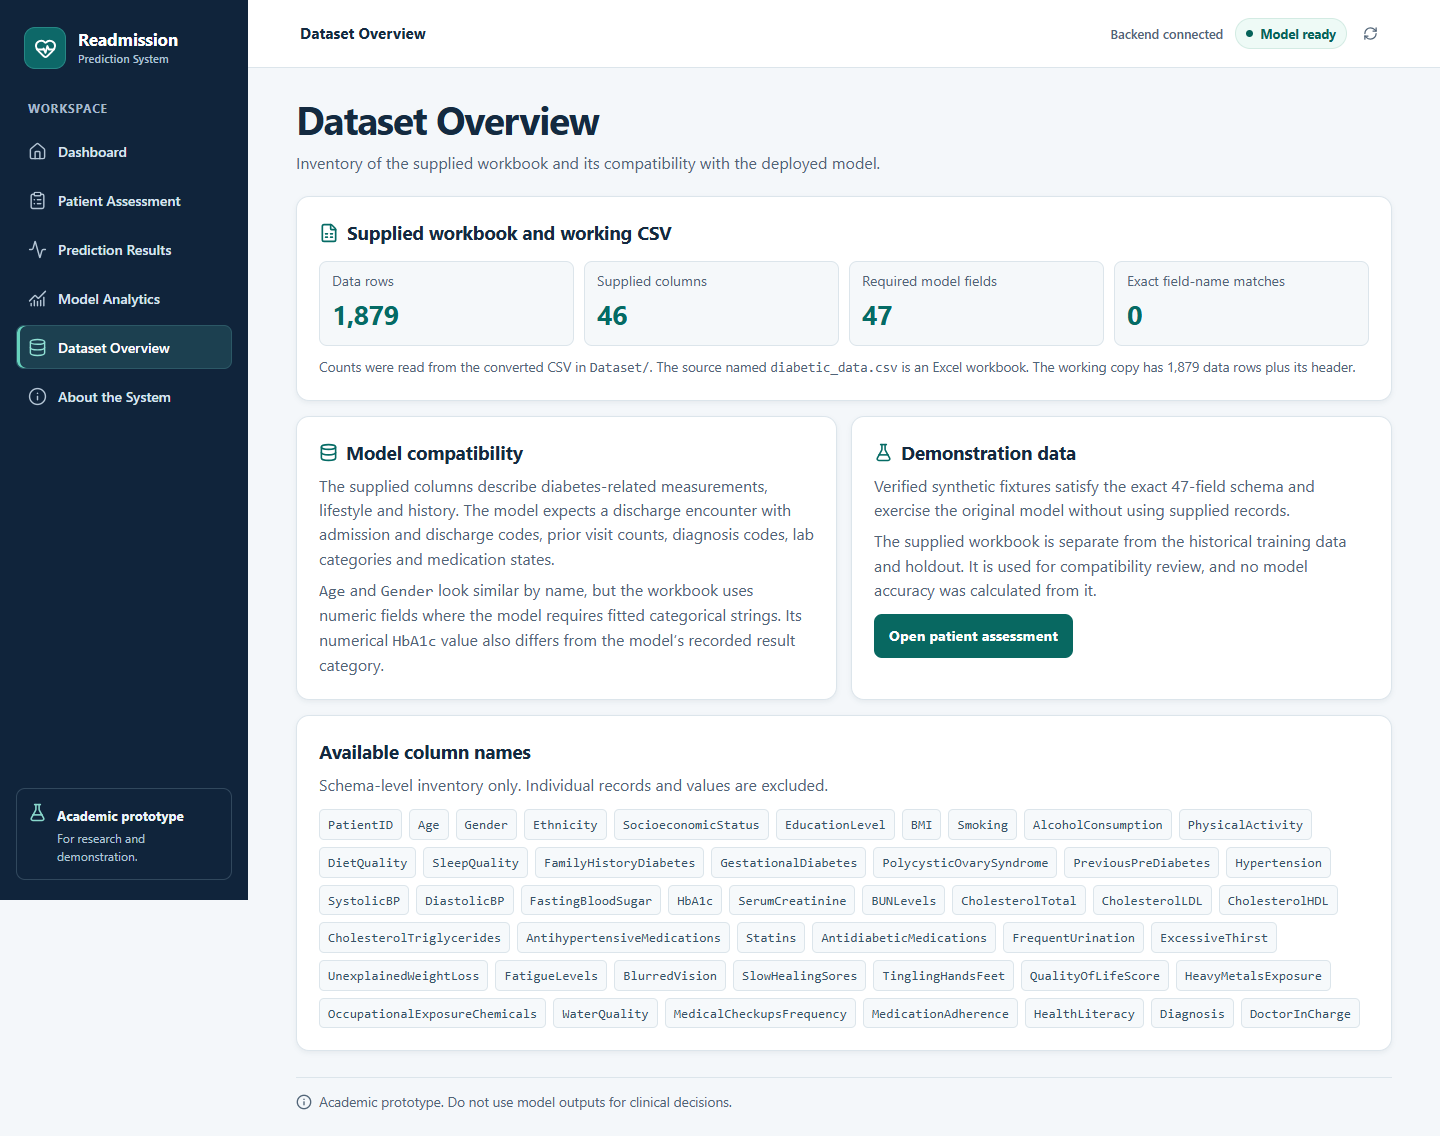 Readmission
Prediction System
WORKSPACE
Dashboard
Patient Assessment
Prediction Results
Model Analytics
Dataset Overview
About the System
Academic prototype
For research and
demonstration.
Dataset Overview
Backend connected
Model ready
Dataset Overview
Inventory of the supplied workbook and its compatibility with the deployed model.
Supplied workbook and working CSV
Data rows
1,879
Supplied columns
46
Required model fields
47
Exact field-name matches
0
Counts were read from the converted CSV in Dataset/. The source named diabetic_data.csv is an Excel workbook. The working copy has 1,879 data rows plus its header.
Model compatibility
The supplied columns describe diabetes-related measurements,
lifestyle and history. The model expects a discharge encounter with
admission and discharge codes, prior visit counts, diagnosis codes, lab
categories and medication states.
Age and Gender look similar by name, but the workbook uses
numeric fields where the model requires fitted categorical strings. Its
numerical HbA1c value also differs from the model’s recorded result
category.
Demonstration data
Verified synthetic fixtures satisfy the exact 47-field schema and
exercise the original model without using supplied records.
The supplied workbook is separate from the historical training data
and holdout. It is used for compatibility review, and no model
accuracy was calculated from it.
Open patient assessment
Available column names
Schema-level inventory only. Individual records and values are excluded.
PatientID Age Gender Ethnicity SocioeconomicStatus EducationLevel BMI Smoking AlcoholConsumption PhysicalActivity
DietQuality SleepQuality FamilyHistoryDiabetes GestationalDiabetes PolycysticOvarySyndrome PreviousPreDiabetes Hypertension
SystolicBP DiastolicBP FastingBloodSugar HbA1c SerumCreatinine BUNLevels CholesterolTotal CholesterolLDL CholesterolHDL
CholesterolTriglycerides AntihypertensiveMedications Statins AntidiabeticMedications FrequentUrination ExcessiveThirst
UnexplainedWeightLoss FatigueLevels BlurredVision SlowHealingSores TinglingHandsFeet QualityOfLifeScore HeavyMetalsExposure
OccupationalExposureChemicals WaterQuality MedicalCheckupsFrequency MedicationAdherence HealthLiteracy Diagnosis DoctorInCharge
Academic prototype. Do not use model outputs for clinical decisions.